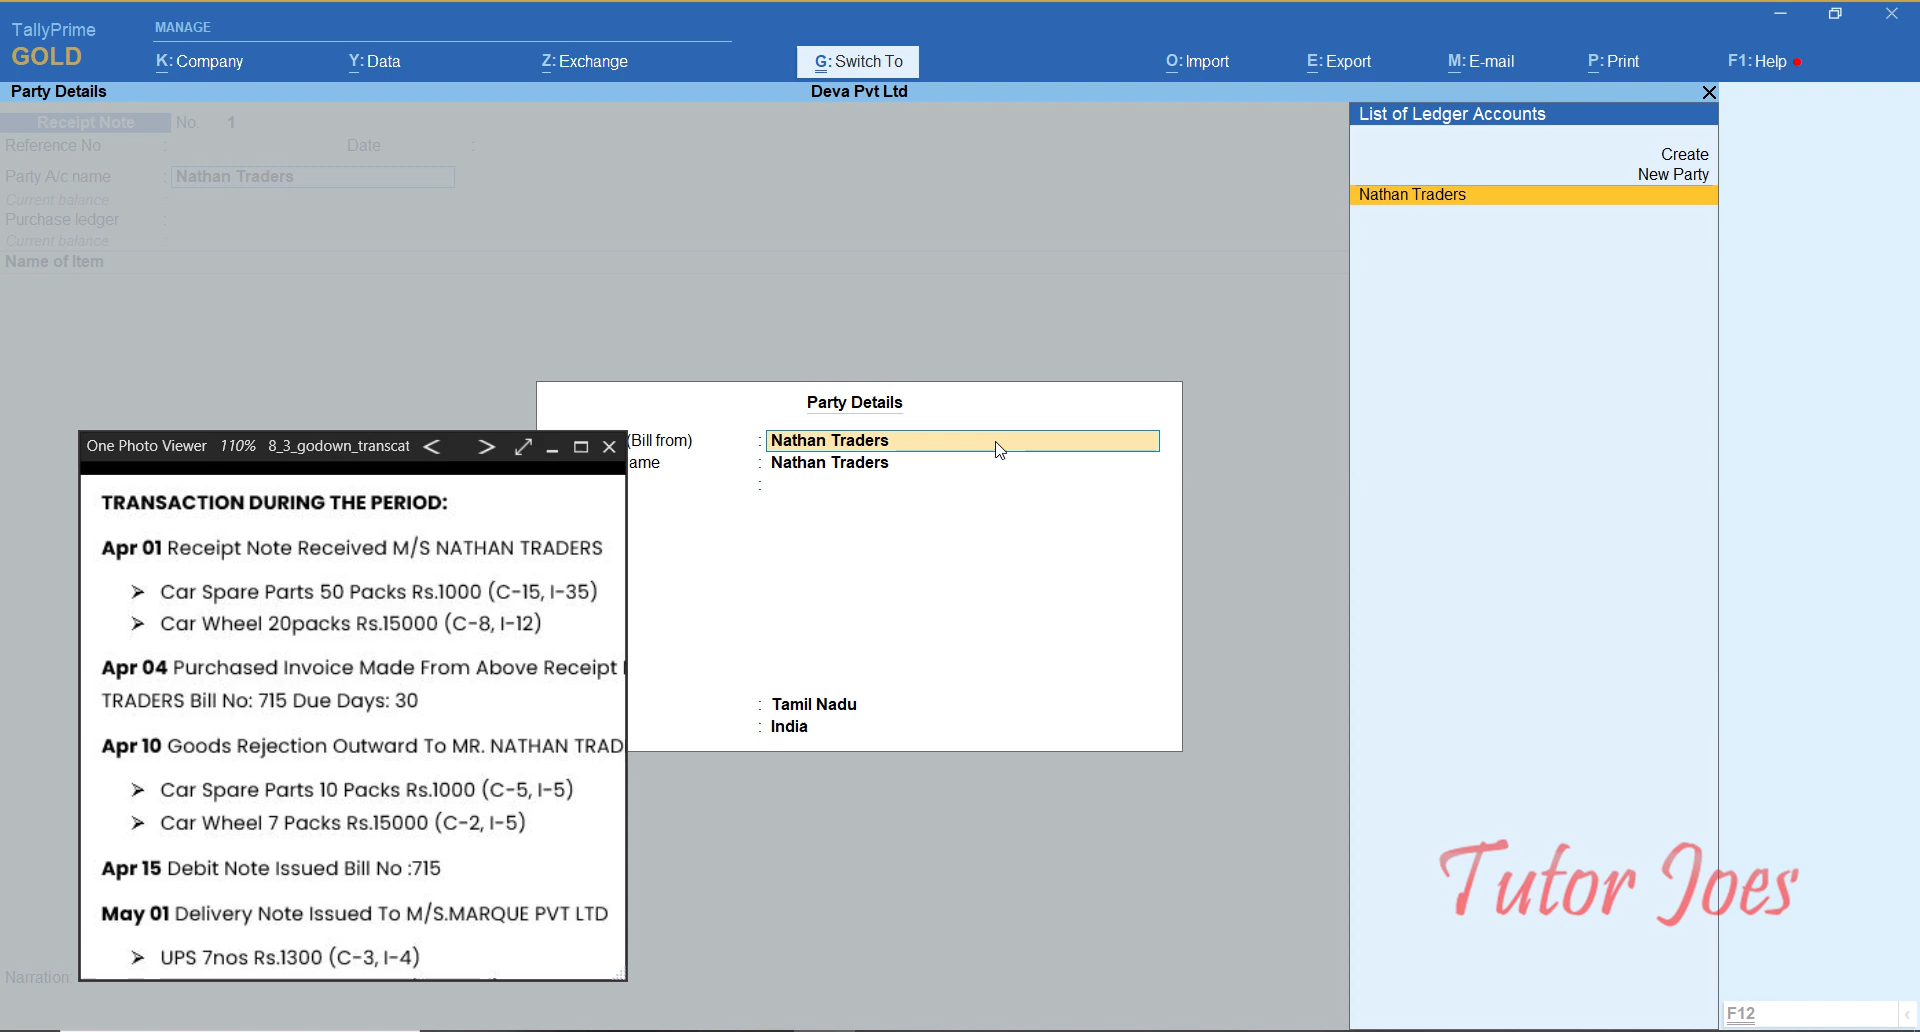 TallyPrime
GOLD
MANAGE
K: Company
Y: Data
Z: Exchange
G: Switch To
O: Import
E: Export
M: E-mail
P: Print
F1: Help
Party Details
Deva Pvt Ltd
Receipt Note No. 1
Reference No :
Date :
Party A/c name : Nathan Traders
Current balance
Purchase ledger :
Current balance
Name of Item
List of Ledger Accounts
Create
New Party
Nathan Traders
Party Details
(Bill from) : Nathan Traders
ame : Nathan Traders
:
: Tamil Nadu
: India
One Photo Viewer 110% 8_3_godown_transcat
TRANSACTION DURING THE PERIOD:
Apr 01 Receipt Note Received M/S NATHAN TRADERS
➢ Car Spare Parts 50 Packs Rs.1000 (C-15, I-35)
➢ Car Wheel 20packs Rs.15000 (C-8, I-12)
Apr 04 Purchased Invoice Made From Above Receipt
TRADERS Bill No: 715 Due Days: 30
Apr 10 Goods Rejection Outward To MR. NATHAN TRAD
➢ Car Spare Parts 10 Packs Rs.1000 (C-5, I-5)
➢ Car Wheel 7 Packs Rs.15000 (C-2, I-5)
Apr 15 Debit Note Issued Bill No :715
May 01 Delivery Note Issued To M/S.MARQUE PVT LTD
➢ UPS 7nos Rs.1300 (C-3, I-4)
Narration
Tutor Joes
F12